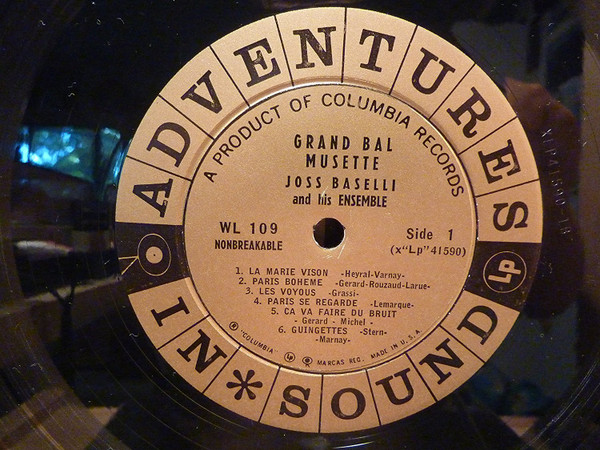 ADVENTURES
IN * SOUND
LP
A PRODUCT OF COLUMBIA RECORDS
GRAND BAL
MUSETTE
JOSS BASELLI
and his ENSEMBLE
WL 109
NONBREAKABLE
Side 1
(x"Lp"41590)
1. LA MARIE VISON -Heyral-Varnay-
2. PARIS BOHEME -Gerard-Rouzaud-Larue-
3. LES VOYOUS -Grassi-
4. PARIS SE REGARDE -Lemarque-
5. CA VA FAIRE DU BRUIT
- Gerard - Michel -
6. GUINGETTES -Stern-
-Marnay-
® "COLUMBIA" LP ® MARCAS REG. MADE IN U.S.A.